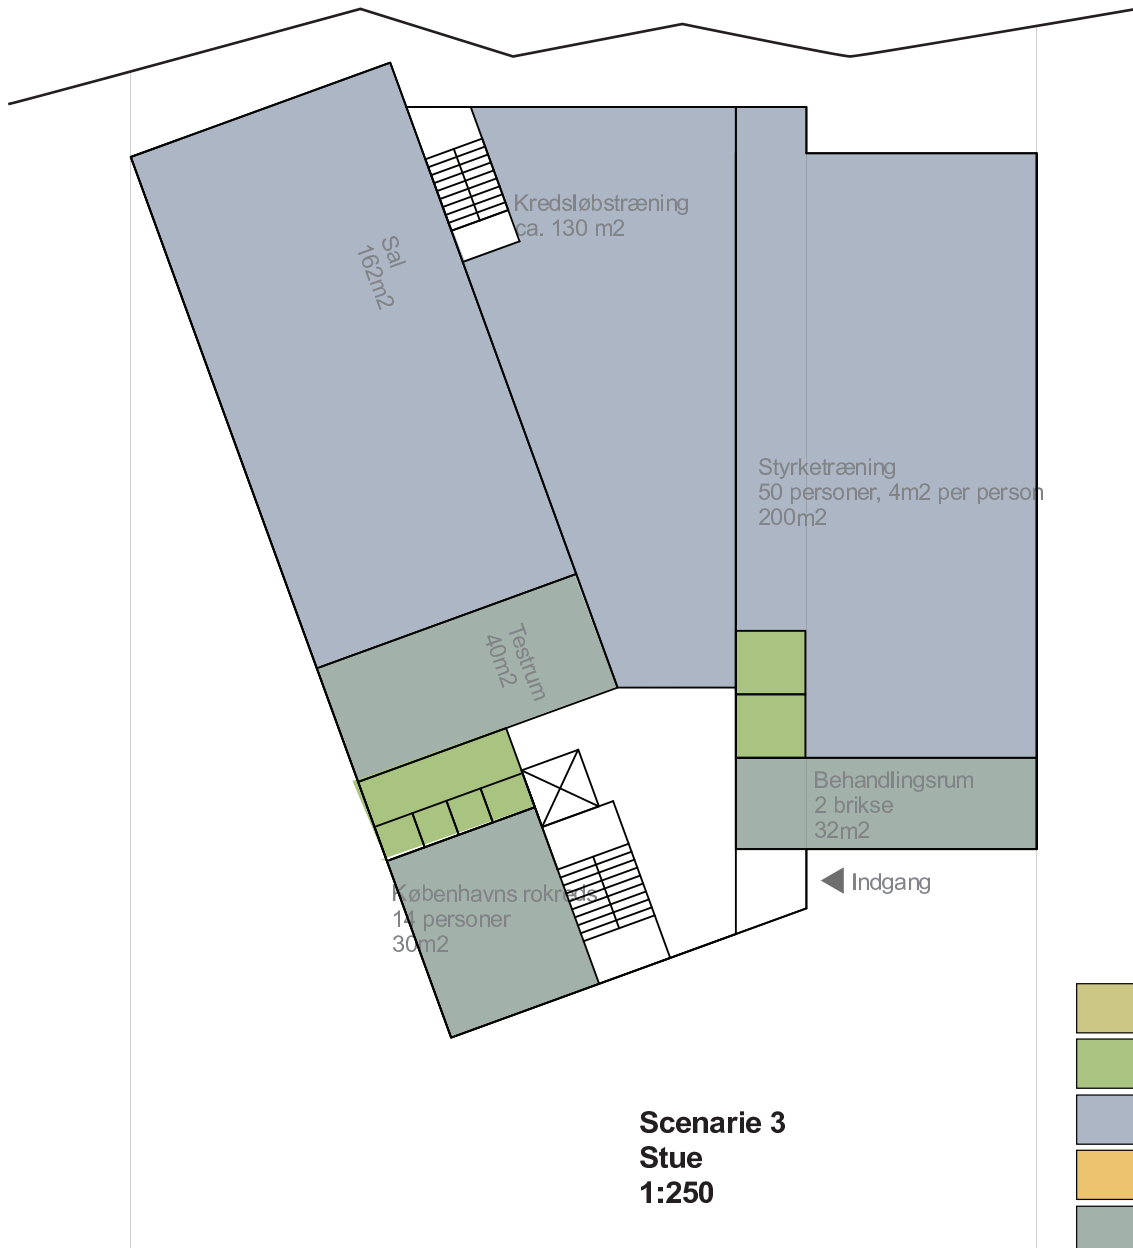 Kredsløbstræning
ca. 130 m2
Sal
162m2
Styrketræning
50 personer, 4m2 per person
200m2
Testrum
40m2
Behandlingsrum
2 brikse
32m2
Indgang
Københavns rokreds
14 personer
30m2
Scenarie 3
Stue
1:250